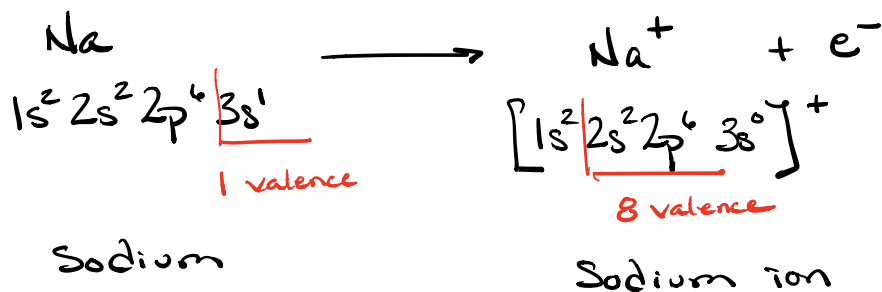 Na → Na⁺ + e⁻
1s² 2s² 2p⁶ 3s¹ [1s² 2s² 2p⁶ 3s⁰]⁺
1 valence 8 valence
Sodium Sodium ion